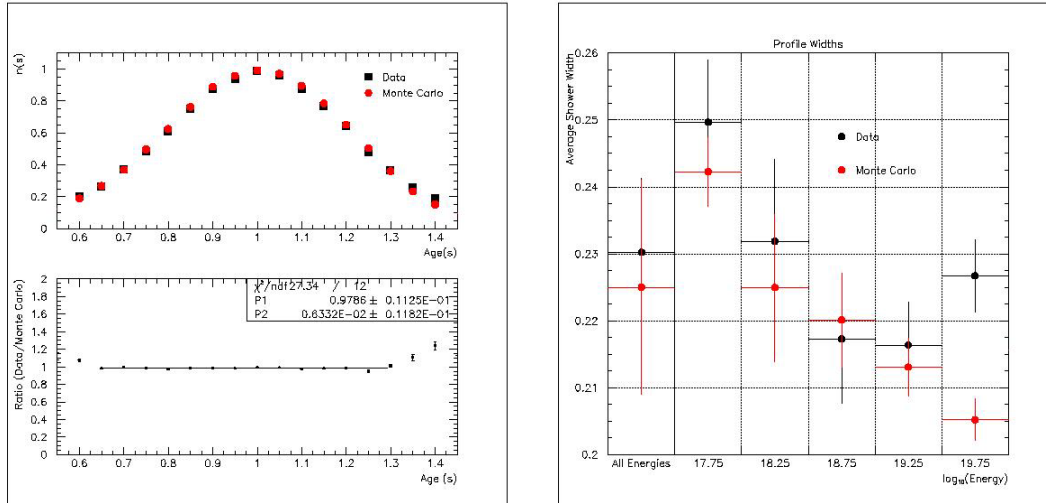 n(s)
1
0.8
0.6
0.4
0.2
0
Data
Monte Carlo
0.6 0.7 0.8 0.9 1 1.1 1.2 1.3 1.4
Age(s)
Ratio (Data/Monte Carlo)
2
1.8
1.6
1.4
1.2
1
0.8
0.6
0.4
0.2
0
χ²/ndf 27.34 / 12
P1 0.9786 ± 0.1125E-01
P2 0.6332E-02 ± 0.1182E-01
0.6 0.7 0.8 0.9 1 1.1 1.2 1.3 1.4
Age (s)
Profile Widths
Average Shower Width
0.26
0.25
0.24
0.23
0.22
0.21
0.2
Data
Monte Carlo
All Energies 17.75 18.25 18.75 19.25 19.75
log₁₀(Energy)